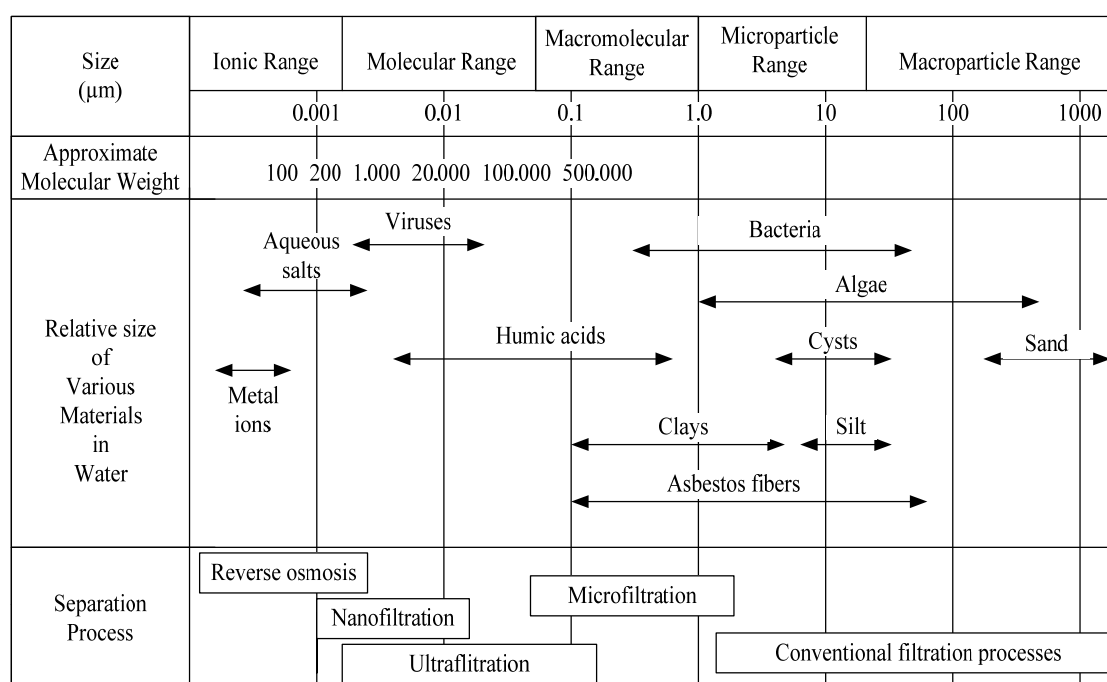 Size
(µm)
Ionic Range
Molecular Range
Macromolecular
Range
Microparticle
Range
Macroparticle Range
0.001 0.01 0.1 1.0 10 100 1000
Approximate
Molecular Weight
100 200 1.000 20.000 100.000 500.000
Relative size
of
Various
Materials
in
Water
Viruses
Bacteria
Aqueous
salts
Algae
Humic acids
Cysts
Sand
Metal
ions
Clays
Silt
Asbestos fibers
Separation
Process
Reverse osmosis
Microfiltration
Nanofiltration
Ultraflitration
Conventional filtration processes